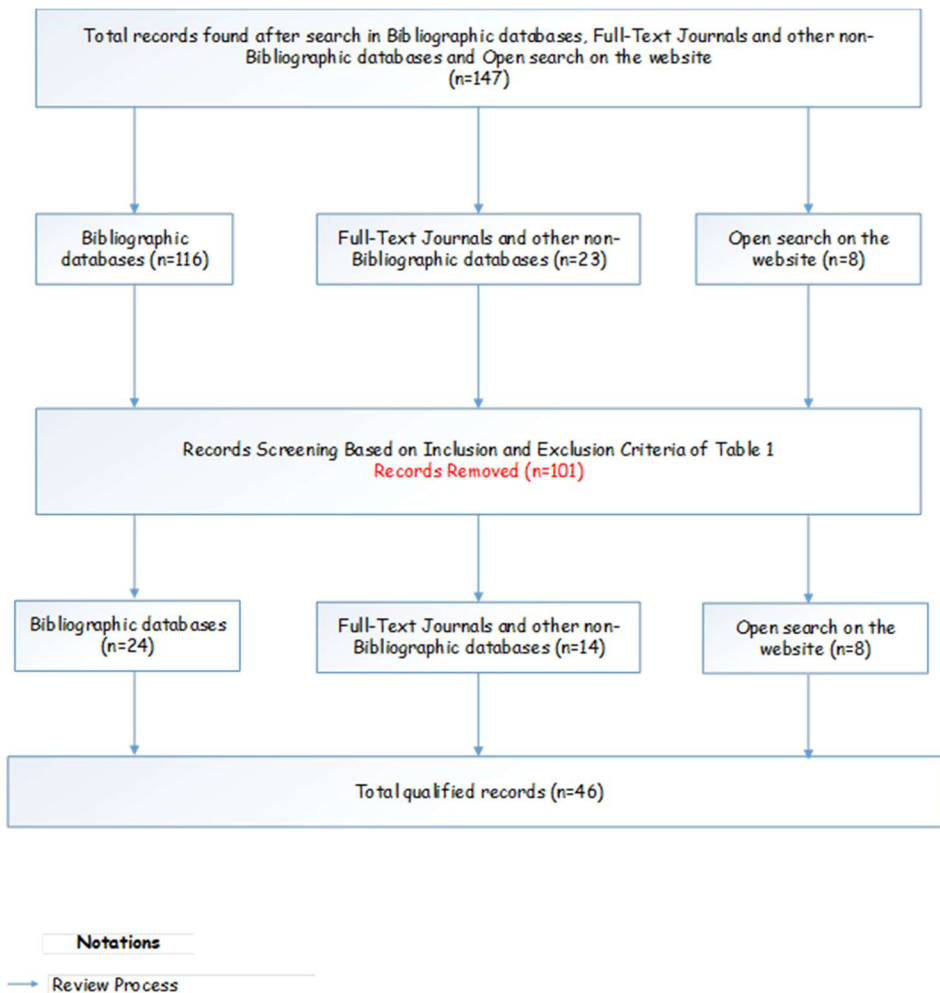 Total records found after search in Bibliographic databases, Full-Text Journals and other non-
Bibliographic databases and Open search on the website
(n=147)
Bibliographic
databases (n=116)
Full-Text Journals and other non-
Bibliographic databases (n=23)
Open search on the
website (n=8)
Records Screening Based on Inclusion and Exclusion Criteria of Table 1
Records Removed (n=101)
Bibliographic databases
(n=24)
Full-Text Journals and other non-
Bibliographic databases (n=14)
Open search on the
website (n=8)
Total qualified records (n=46)
Notations
Review Process